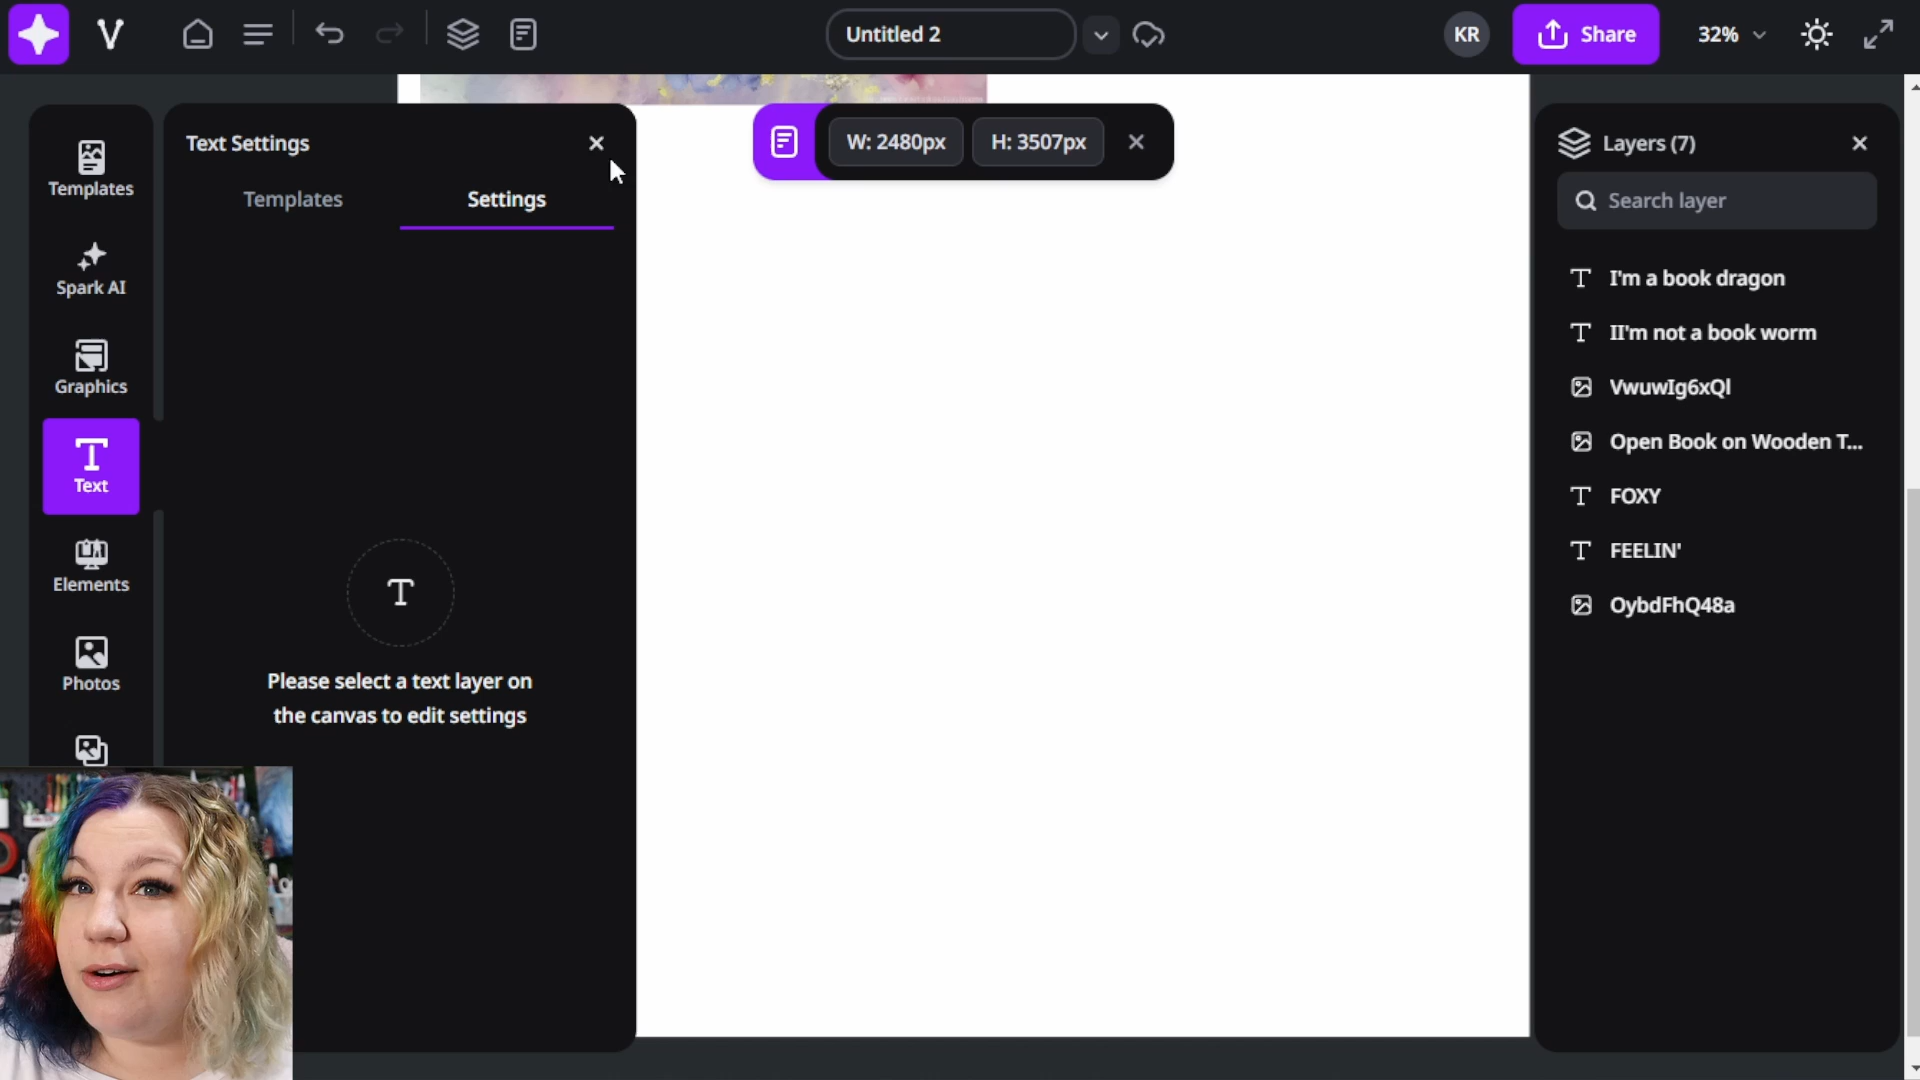 V
Untitled 2
KR
Share
32%
Text Settings
Templates
Settings
W: 2480px
H: 3507px
Layers (7)
Search layer
Templates
Spark AI
Graphics
Text
Elements
Photos
Please select a text layer on
the canvas to edit settings
I'm a book dragon
II'm not a book worm
VwuwIg6xQl
Open Book on Wooden T...
FOXY
FEELIN'
OybdFhQ48a